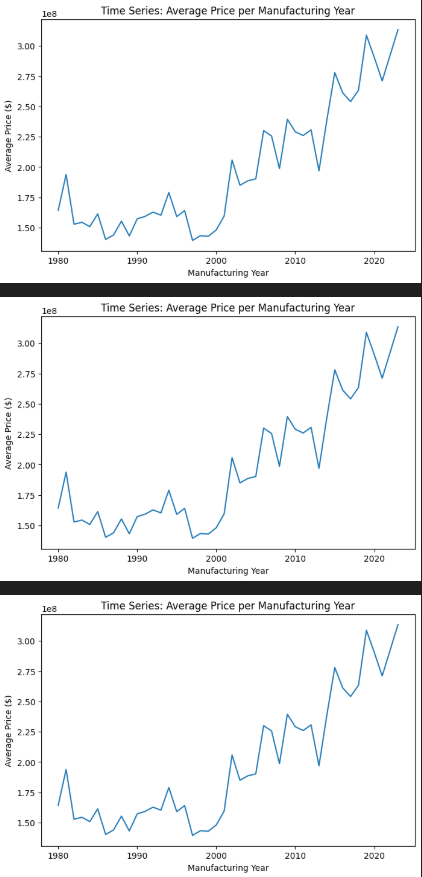 Time Series: Average Price per Manufacturing Year
1e8
3.00
2.75
2.50
2.25
2.00
1.75
1.50
Average Price ($)
1980 1990 2000 2010 2020
Manufacturing Year
Time Series: Average Price per Manufacturing Year
1e8
3.00
2.75
2.50
2.25
2.00
1.75
1.50
Average Price ($)
1980 1990 2000 2010 2020
Manufacturing Year
Time Series: Average Price per Manufacturing Year
1e8
3.00
2.75
2.50
2.25
2.00
1.75
1.50
Average Price ($)
1980 1990 2000 2010 2020
Manufacturing Year